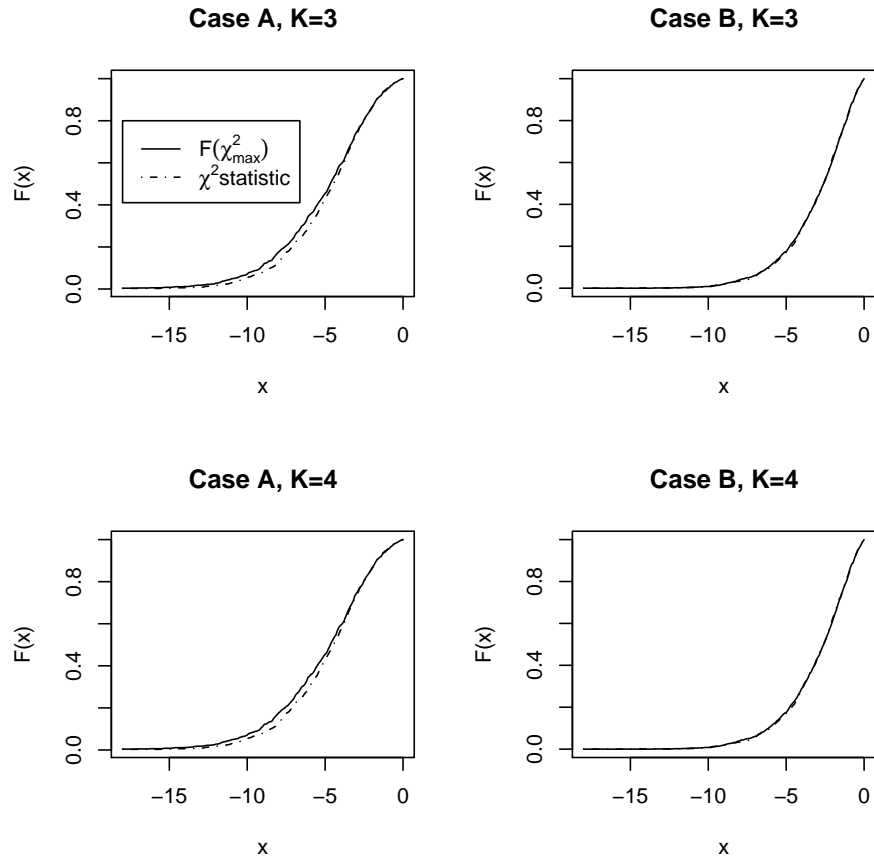 Case A, K=3
F(x)
0.0 0.4 0.8
F(χ²max)
χ²statistic
−15 −10 −5 0
x
Case B, K=3
F(x)
0.0 0.4 0.8
−15 −10 −5 0
x
Case A, K=4
F(x)
0.0 0.4 0.8
−15 −10 −5 0
x
Case B, K=4
F(x)
0.0 0.4 0.8
−15 −10 −5 0
x